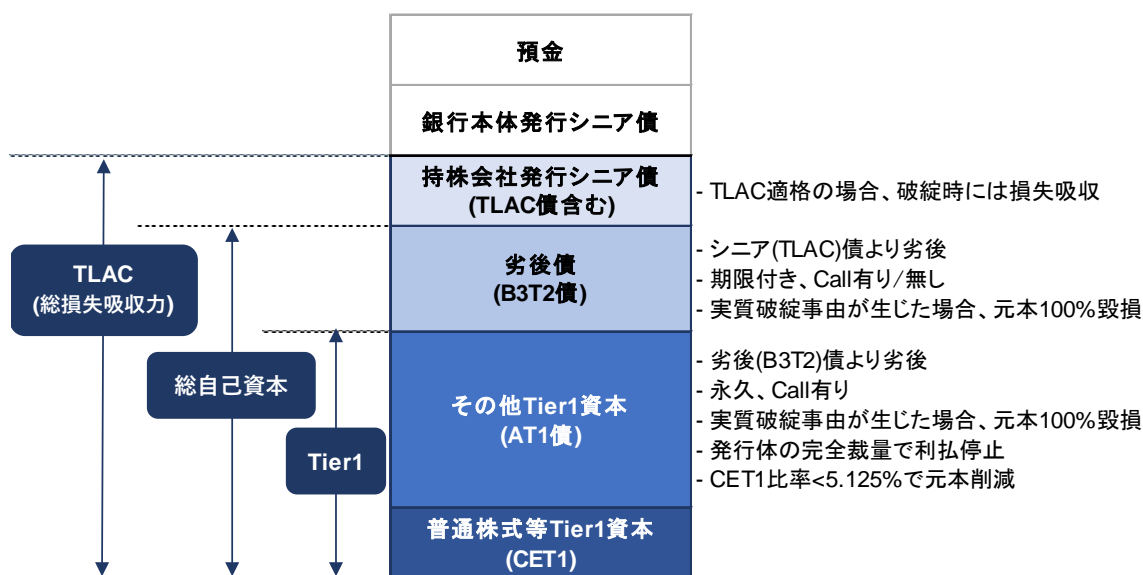 預金
銀行本体発行シニア債
持株会社発行シニア債
(TLAC債含む)
- TLAC適格の場合、破綻時には損失吸収
TLAC
(総損失吸収力)
劣後債
(B3T2債)
- シニア(TLAC)債より劣後
- 期限付き、Call有り/無し
- 実質破綻事由が生じた場合、元本100%毀損
総自己資本
Tier1
その他Tier1資本
(AT1債)
- 劣後(B3T2)債より劣後
- 永久、Call有り
- 実質破綻事由が生じた場合、元本100%毀損
- 発行体の完全裁量で利払停止
- CET1比率<5.125%で元本削減
普通株式等Tier1資本
(CET1)